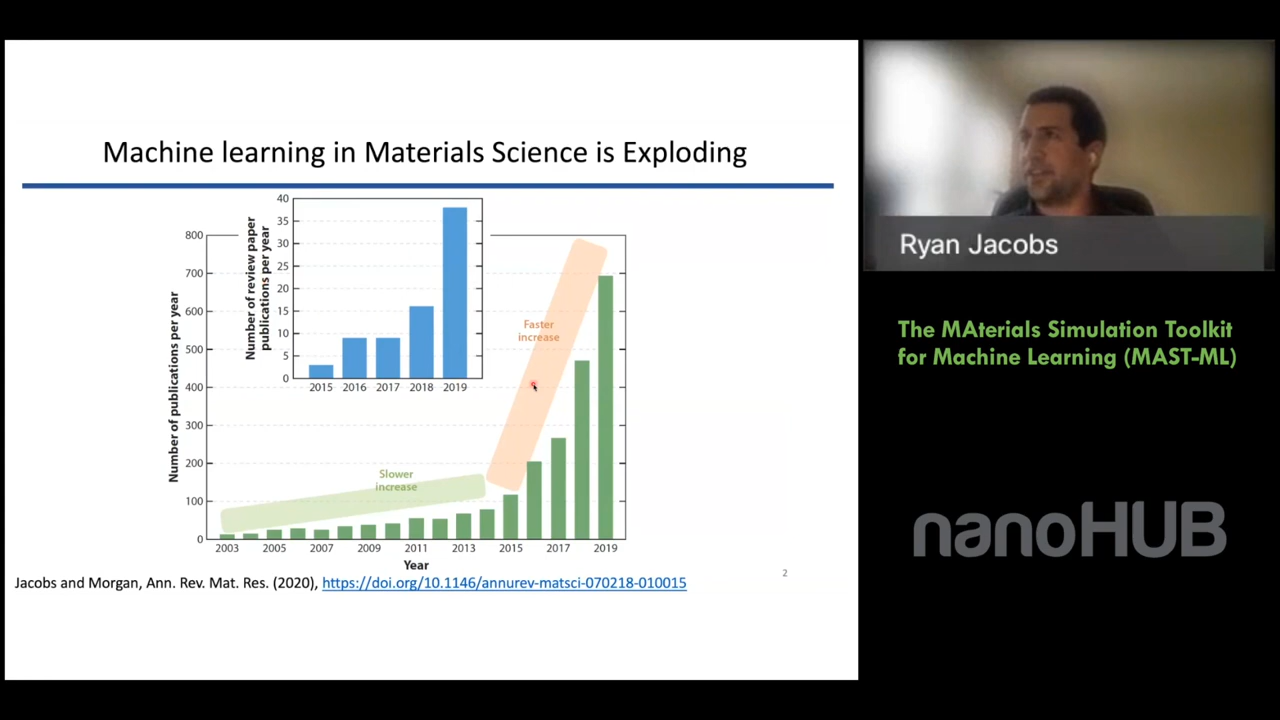 Machine learning in Materials Science is Exploding
Number of review paper
publications per year
40
35
30
25
20
15
10
5
0
2015 2016 2017 2018 2019
Number of publications per year
800
700
600
500
400
300
200
100
0
Slower
increase
Faster
increase
2003 2005 2007 2009 2011 2013 2015 2017 2019
Year
Jacobs and Morgan, Ann. Rev. Mat. Res. (2020), https://doi.org/10.1146/annurev-matsci-070218-010015
2
Ryan Jacobs
The MAterials Simulation Toolkit
for Machine Learning (MAST-ML)
nanoHUB